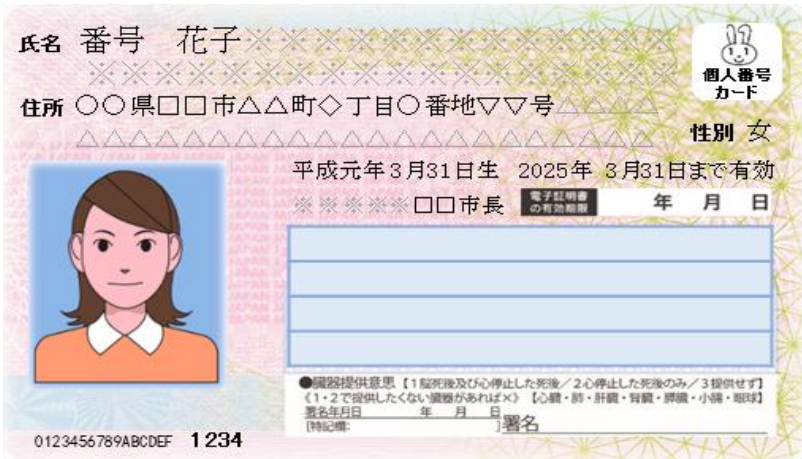 氏名 番号　花子※※※※※※※※※※※※※※※※
※※※※※※※※※※※※※※※※※※※※※※
個人番号
カード
住所 ○○県□□市△△町◇丁目○番地▽▽号△△△△
△△△△△△△△△△△△△△△△△△△△△△
性別 女
平成元年3月31日生 2025年 3月31日まで有効
※※※※※□□市長 電子証明書の有効期限 年 月 日
●臓器提供意思【1脳死後及び心停止した死後／2心停止した死後のみ／3提供せず】
《1・2で提供したくない臓器があれば×》【心臓・肺・肝臓・腎臓・膵臓・小腸・眼球】
署名年月日 年 月 日
[特記欄: ]署名
0123456789ABCDEF 1234